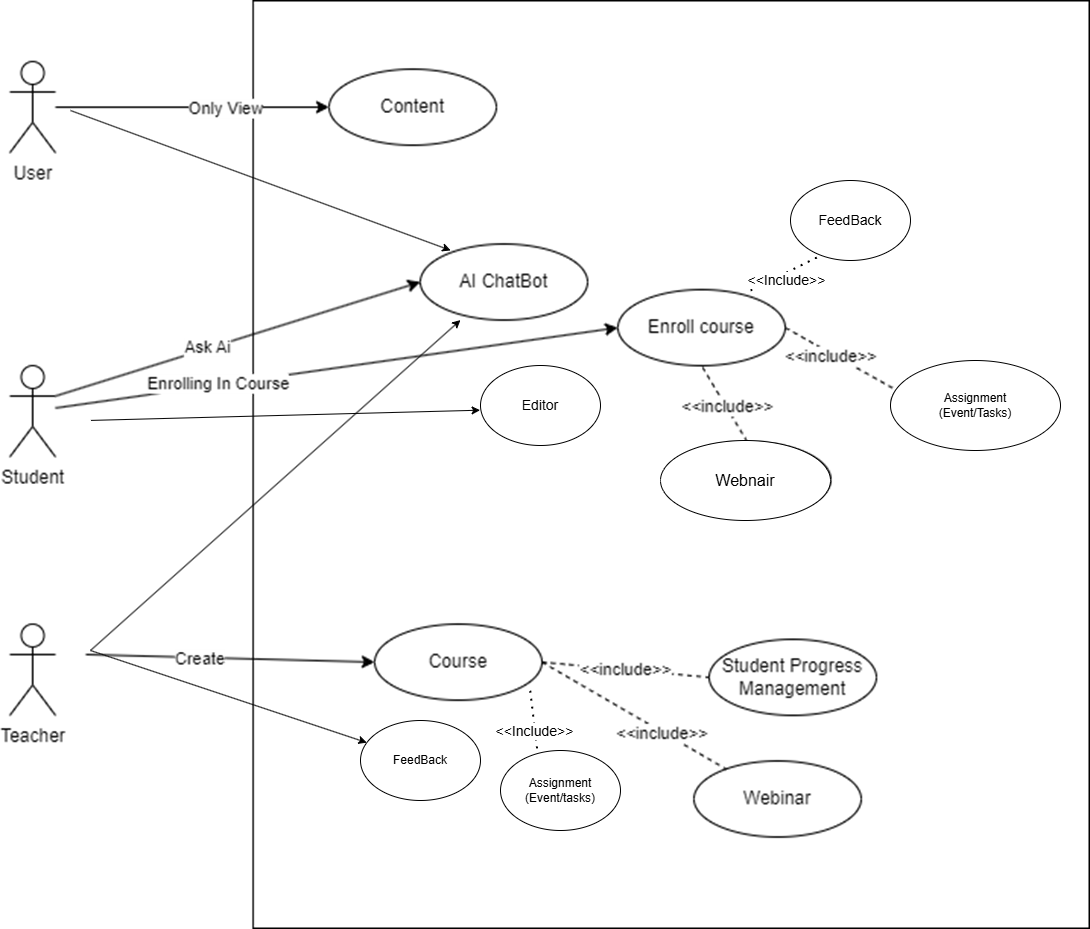 Only View
Content
User
FeedBack
AI ChatBot
<<Include>>
Enroll course
Ask Ai
<<include>>
Enrolling In Course
Editor
Assignment
(Event/Tasks)
<<include>>
Student
Webnair
Create
Course
<<include>>
Student Progress
Management
Teacher
<<Include>>
<<include>>
FeedBack
Assignment
(Event/tasks)
Webinar